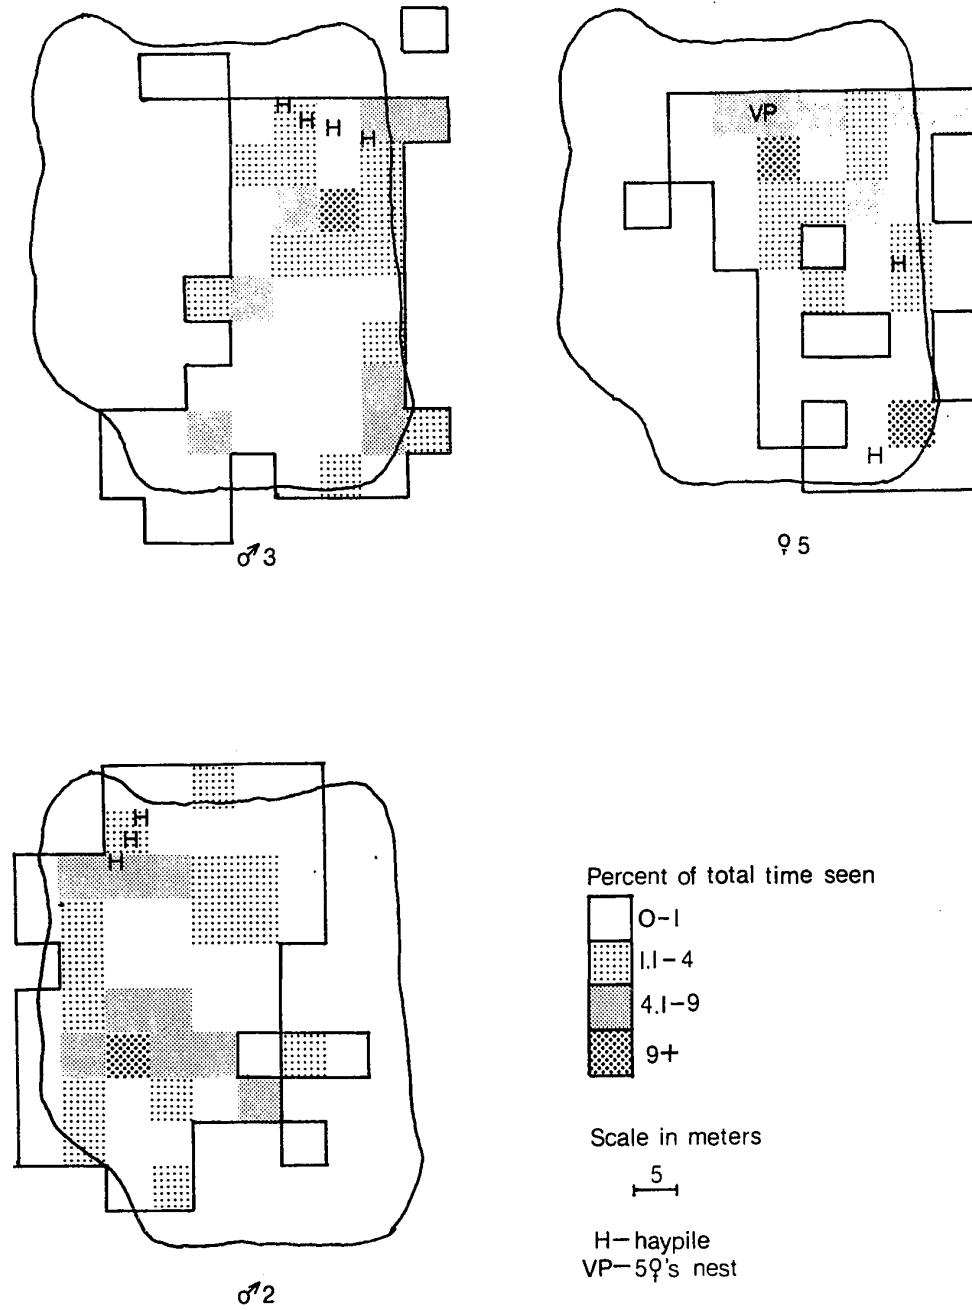 H
H
H
H
♂3
VP
H
H
♀5
H
H
H
♂2
Percent of total time seen
0-1
1.1-4
4.1-9
9+
Scale in meters
5
H—haypile
VP—5♀'s nest